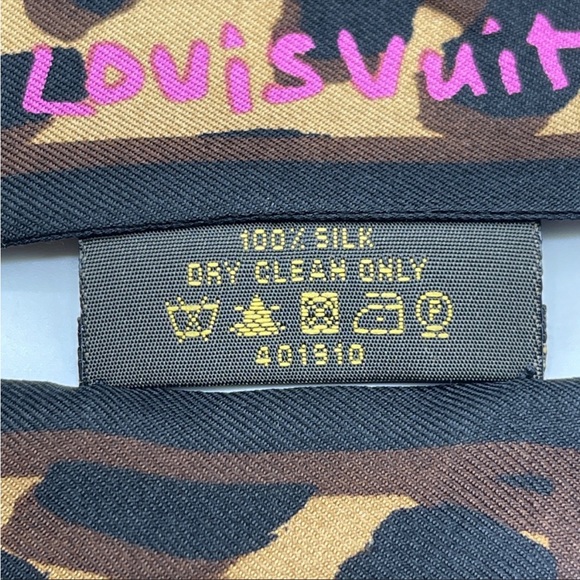 Louisvuit
100% SILK
DRY CLEAN ONLY
P
401910